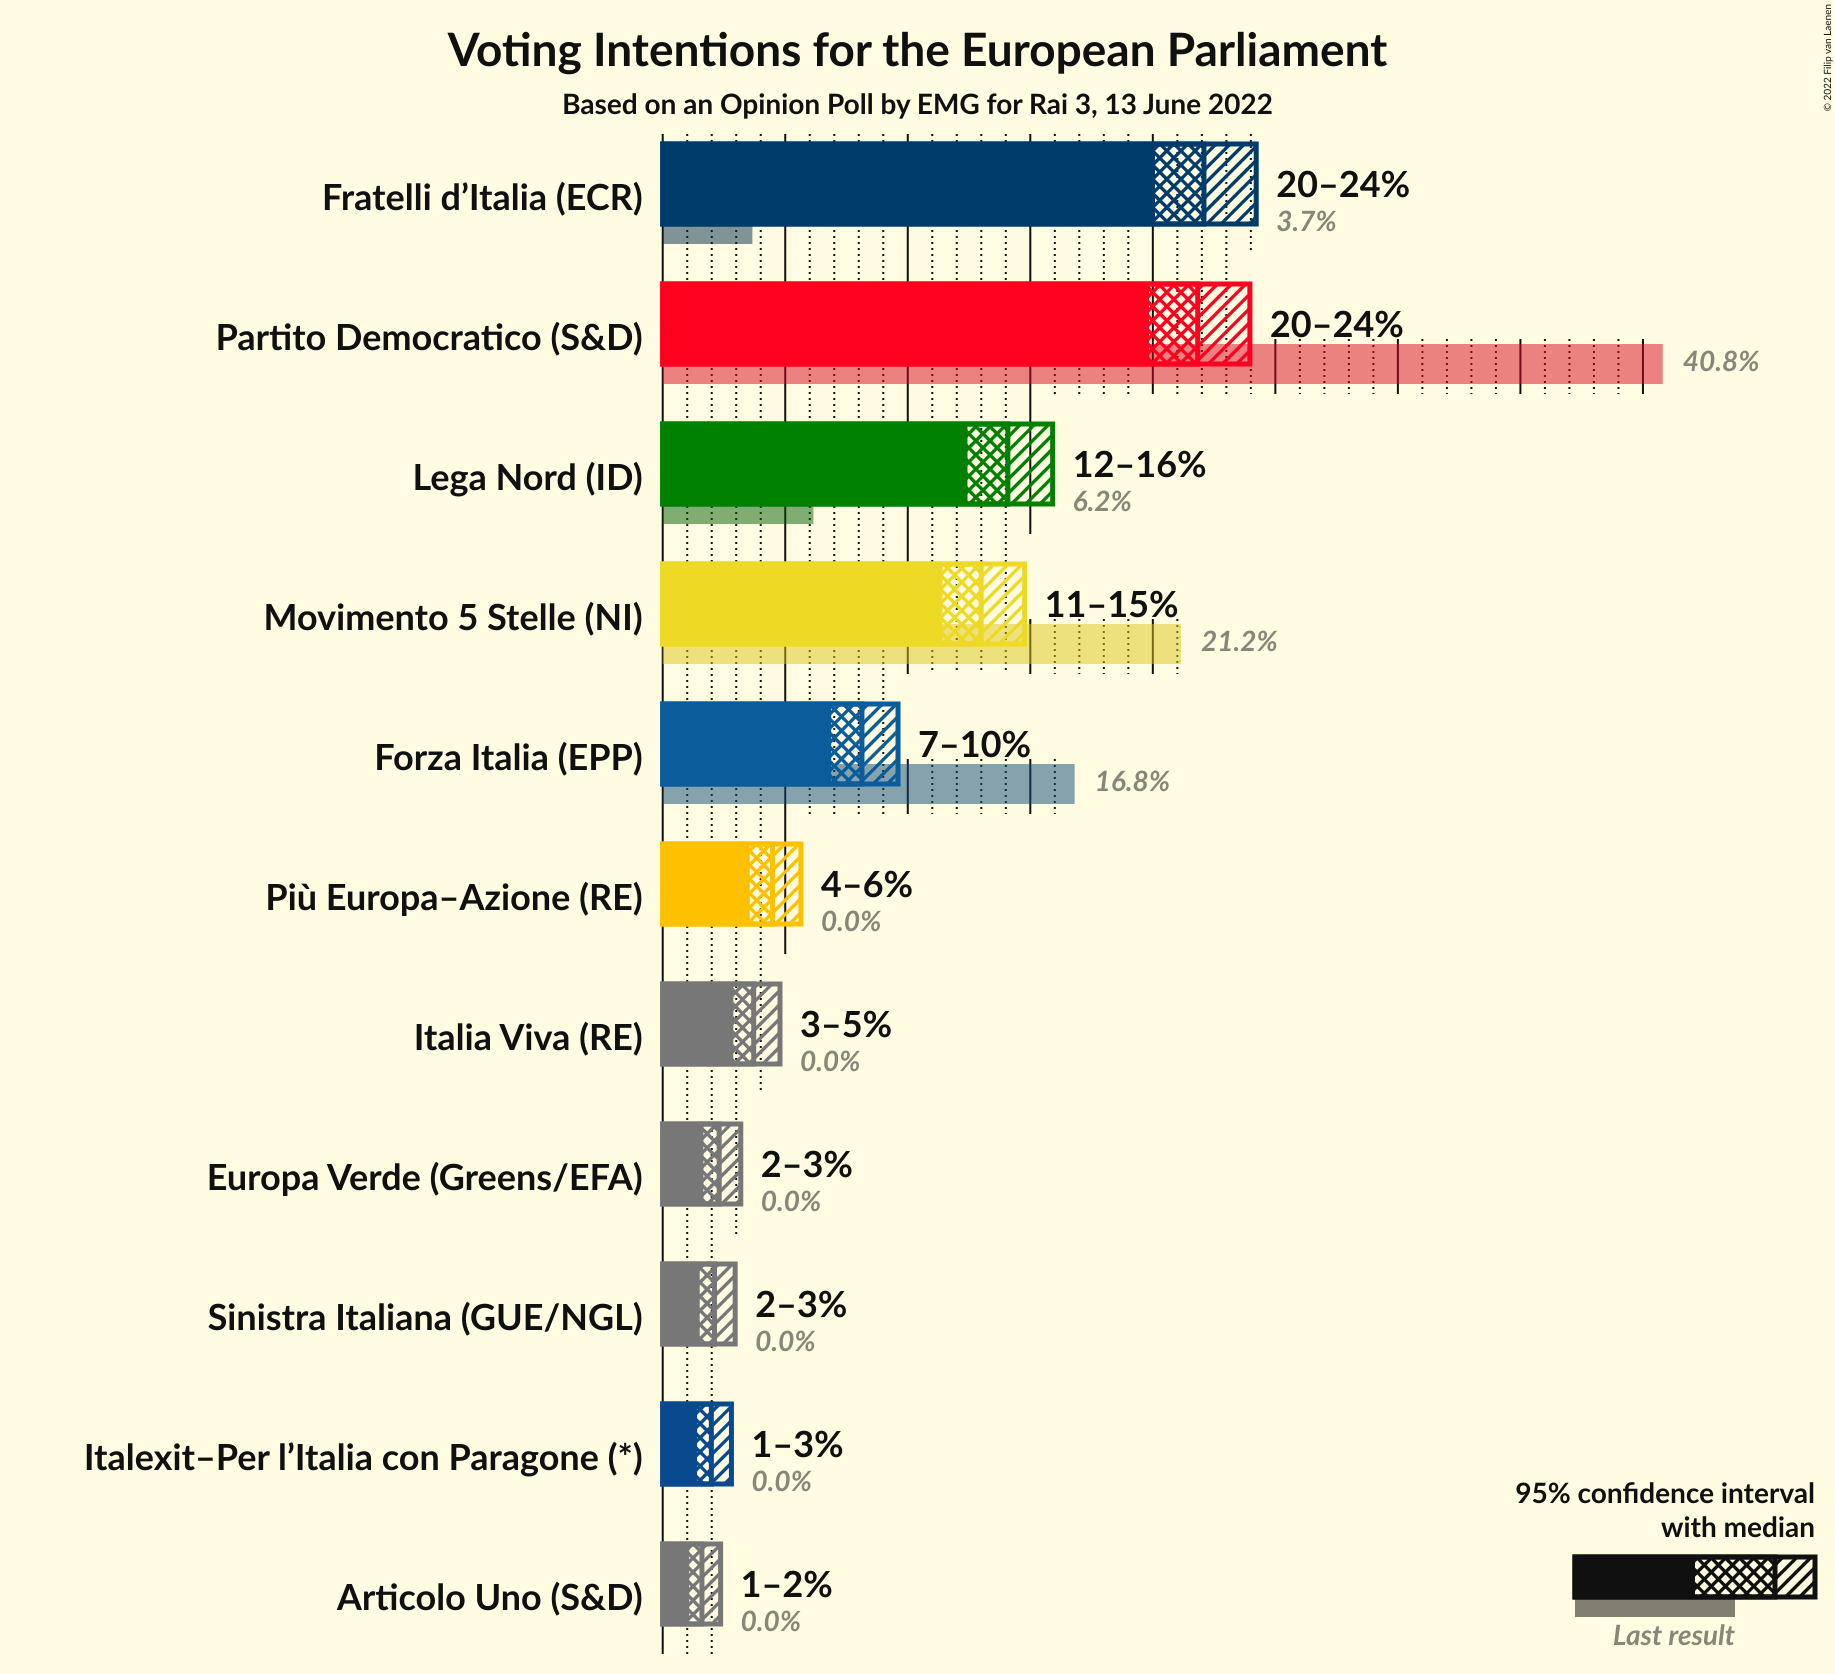 Voting Intentions for the European Parliament
Based on an Opinion Poll by EMG for Rai 3, 13 June 2022
© 2022 Filip van Laenen
Fratelli d’Italia (ECR)
20–24%
3.7%
Partito Democratico (S&D)
20–24%
40.8%
Lega Nord (ID)
12–16%
6.2%
Movimento 5 Stelle (NI)
11–15%
21.2%
Forza Italia (EPP)
7–10%
16.8%
Più Europa–Azione (RE)
4–6%
0.0%
Italia Viva (RE)
3–5%
0.0%
Europa Verde (Greens/EFA)
2–3%
0.0%
Sinistra Italiana (GUE/NGL)
2–3%
0.0%
Italexit–Per l’Italia con Paragone (*)
1–3%
0.0%
Articolo Uno (S&D)
1–2%
0.0%
95% confidence interval
with median
Last result